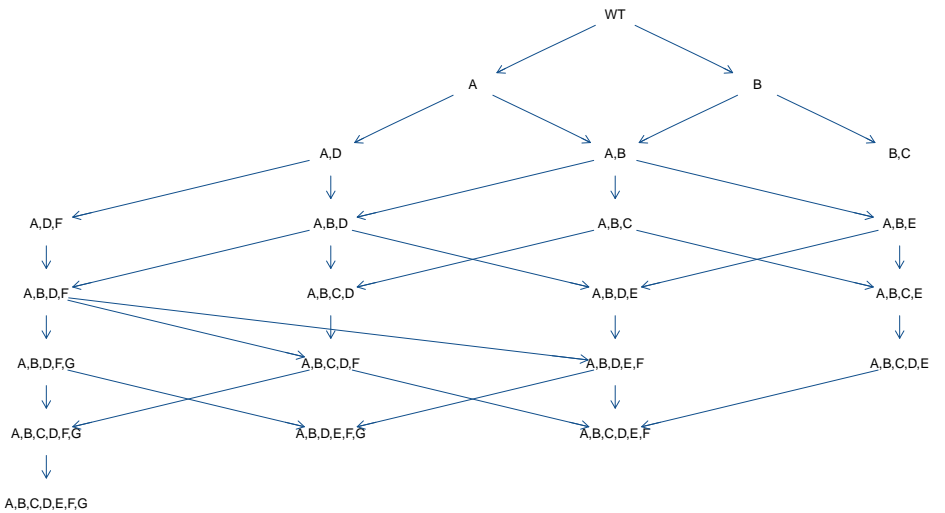 WT
A
B
A,D
A,B
B,C
A,D,F
A,B,D
A,B,C
A,B,E
A,B,D,F
A,B,C,D
A,B,D,E
A,B,C,E
A,B,D,F,G
A,B,C,D,F
A,B,D,E,F
A,B,C,D,E
A,B,C,D,F,G
A,B,D,E,F,G
A,B,C,D,E,F
A,B,C,D,E,F,G